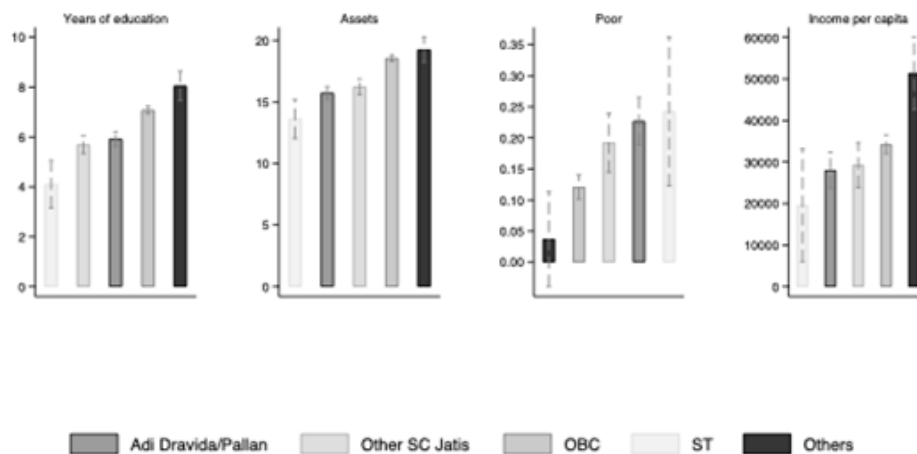 Years of education
Assets
Poor
Income per capita
10
8
6
4
2
0
20
15
10
5
0
0.35
0.30
0.25
0.20
0.15
0.10
0.05
0.00
60000
50000
40000
30000
20000
10000
0
Adi Dravida/Pallan
Other SC Jatis
OBC
ST
Others